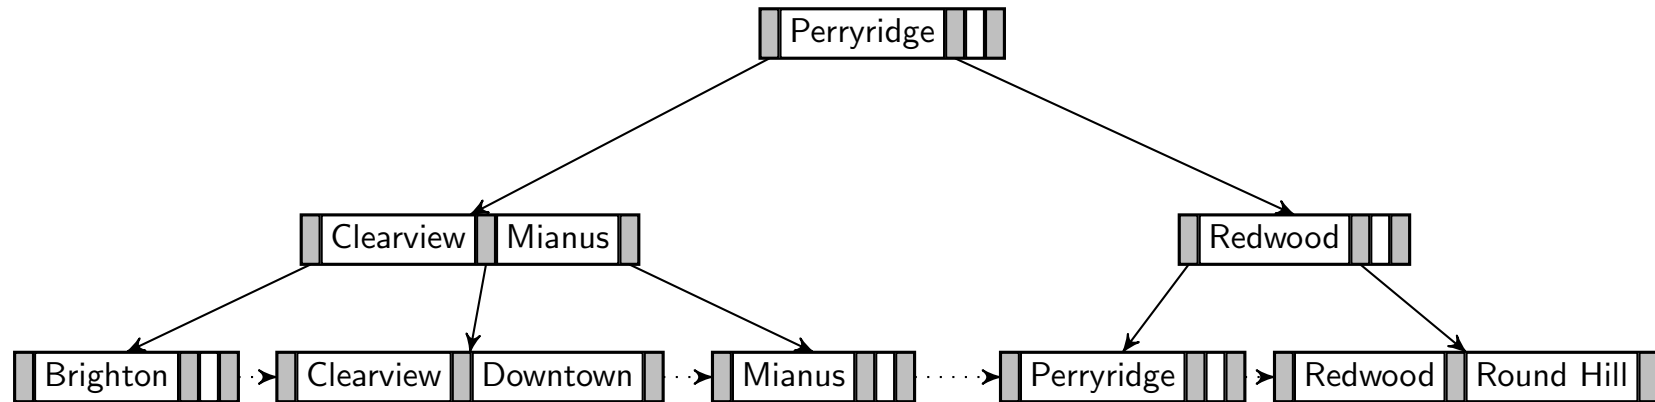 Perryridge
Clearview Mianus Redwood
Brighton Clearview Downtown Mianus Perryridge Redwood Round Hill